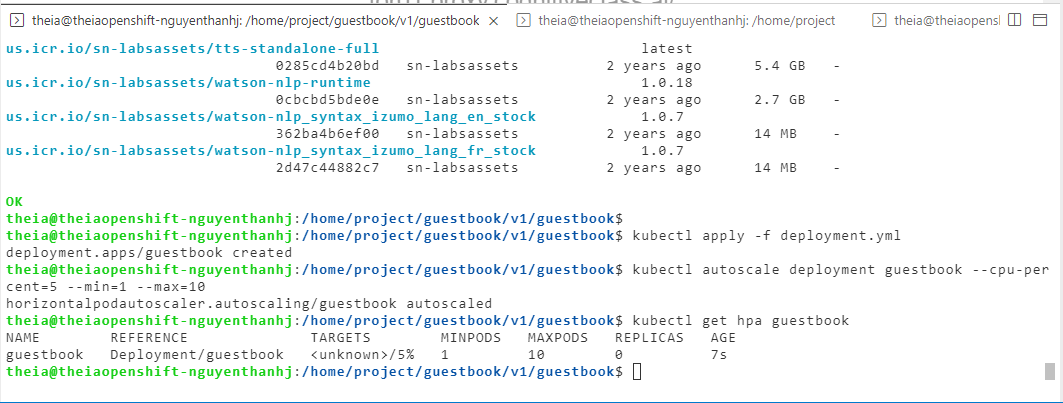 theia@theiaopenshift-nguyenthanhj: /home/project/guestbook/v1/guestbook
theia@theiaopenshift-nguyenthanhj: /home/project
theia@theiaopensl
us.icr.io/sn-labsassets/tts-standalone-full latest
0285cd4b20bd sn-labsassets 2 years ago 5.4 GB -
us.icr.io/sn-labsassets/watson-nlp-runtime 1.0.18
0cbcbd5bde0e sn-labsassets 2 years ago 2.7 GB -
us.icr.io/sn-labsassets/watson-nlp_syntax_izumo_lang_en_stock 1.0.7
362ba4b6ef00 sn-labsassets 2 years ago 14 MB -
us.icr.io/sn-labsassets/watson-nlp_syntax_izumo_lang_fr_stock 1.0.7
2d47c44882c7 sn-labsassets 2 years ago 14 MB -
OK
theia@theiaopenshift-nguyenthanhj:/home/project/guestbook/v1/guestbook$
theia@theiaopenshift-nguyenthanhj:/home/project/guestbook/v1/guestbook$ kubectl apply -f deployment.yml
deployment.apps/guestbook created
theia@theiaopenshift-nguyenthanhj:/home/project/guestbook/v1/guestbook$ kubectl autoscale deployment guestbook --cpu-per
cent=5 --min=1 --max=10
horizontalpodautoscaler.autoscaling/guestbook autoscaled
theia@theiaopenshift-nguyenthanhj:/home/project/guestbook/v1/guestbook$ kubectl get hpa guestbook
NAME REFERENCE TARGETS MINPODS MAXPODS REPLICAS AGE
guestbook Deployment/guestbook <unknown>/5% 1 10 0 7s
theia@theiaopenshift-nguyenthanhj:/home/project/guestbook/v1/guestbook$